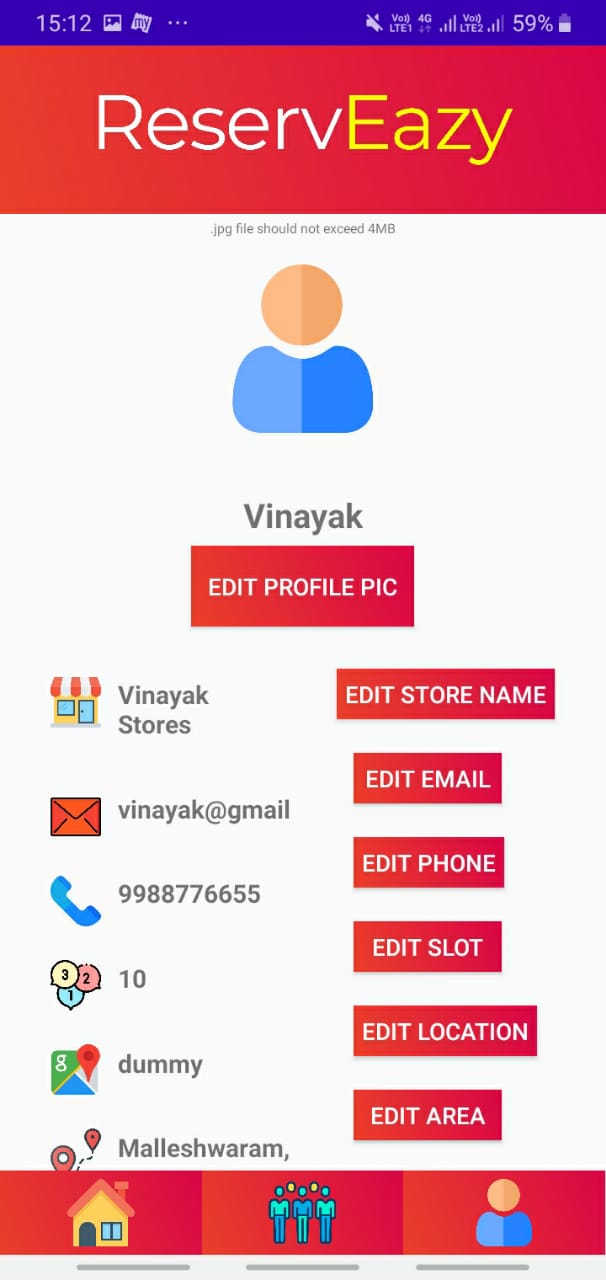 15:12 my ... Vo)) LTE1 4G Vo)) LTE2 59%
ReservEazy
.jpg file should not exceed 4MB
Vinayak
EDIT PROFILE PIC
Vinayak
Stores
EDIT STORE NAME
EDIT EMAIL
vinayak@gmail
EDIT PHONE
9988776655
EDIT SLOT
3 2 1
10
EDIT LOCATION
g
dummy
EDIT AREA
Malleshwaram,